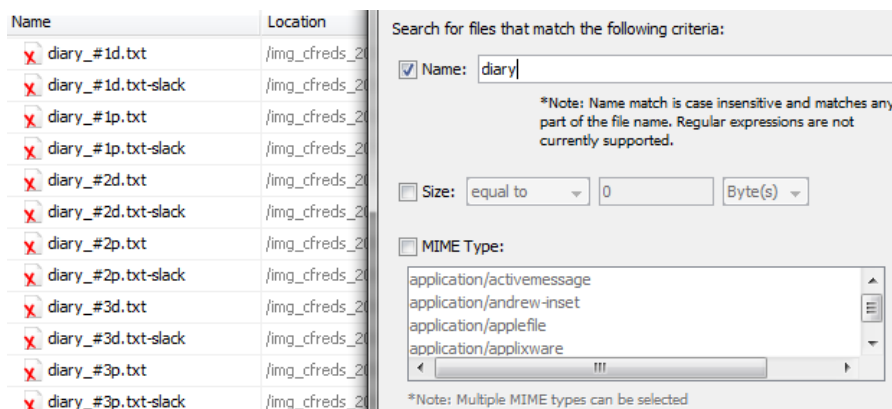 Name Location
diary_#1d.txt /img_cfreds_20
diary_#1d.txt-slack /img_cfreds_20
diary_#1p.txt /img_cfreds_20
diary_#1p.txt-slack /img_cfreds_20
diary_#2d.txt /img_cfreds_20
diary_#2d.txt-slack /img_cfreds_20
diary_#2p.txt /img_cfreds_20
diary_#2p.txt-slack /img_cfreds_20
diary_#3d.txt /img_cfreds_20
diary_#3d.txt-slack /img_cfreds_20
diary_#3p.txt /img_cfreds_20
diary_#3p.txt-slack /img_cfreds_20
Search for files that match the following criteria:
Name: diary
*Note: Name match is case insensitive and matches any
part of the file name. Regular expressions are not
currently supported.
Size: equal to 0 Byte(s)
MIME Type:
application/activemessage
application/andrew-inset
application/applefile
application/applixware
*Note: Multiple MIME types can be selected